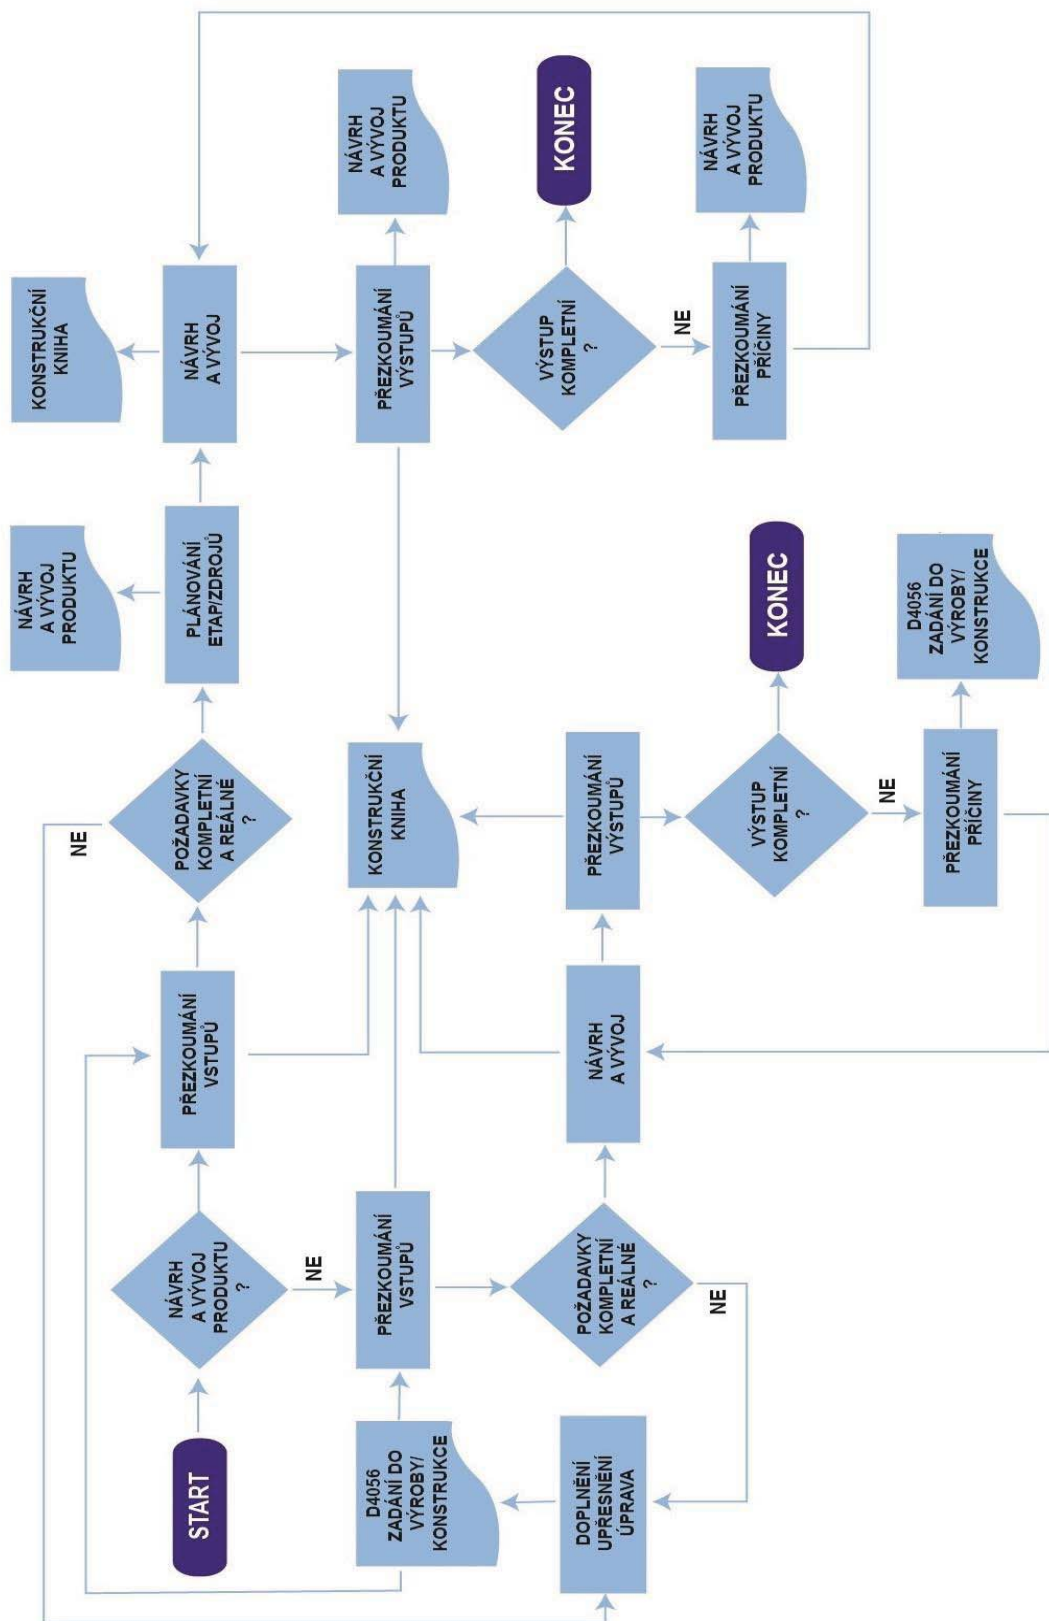 NÁVRH
A VÝVOJ
PRODUKTU
KONSTRUKČNÍ
KNIHA
NE
START
NÁVRH
A VÝVOJ
PRODUKTU
?
PŘEZKOUMÁNÍ
VSTUPŮ
POŽADAVKY
KOMPLETNÍ
A REÁLNÉ
?
PLÁNOVÁNÍ
ETAP/ZDROJŮ
NÁVRH
A VÝVOJ
NE
D4056
ZADÁNÍ DO
VÝROBY/
KONSTRUKCE
PŘEZKOUMÁNÍ
VSTUPŮ
KONSTRUKČNÍ
KNIHA
PŘEZKOUMÁNÍ
VÝSTUPŮ
NÁVRH
A VÝVOJ
PRODUKTU
DOPLNĚNÍ
UPŘESNĚNÍ
ÚPRAVA
POŽADAVKY
KOMPLETNÍ
A REÁLNÉ
?
NÁVRH
A VÝVOJ
PŘEZKOUMÁNÍ
VÝSTUPŮ
VÝSTUP
KOMPLETNÍ
?
KONEC
NE
NE
VÝSTUP
KOMPLETNÍ
?
KONEC
PŘEZKOUMÁNÍ
PŘÍČINY
NÁVRH
A VÝVOJ
PRODUKTU
NE
PŘEZKOUMÁNÍ
PŘÍČINY
D4056
ZADÁNÍ DO
VÝROBY/
KONSTRUKCE